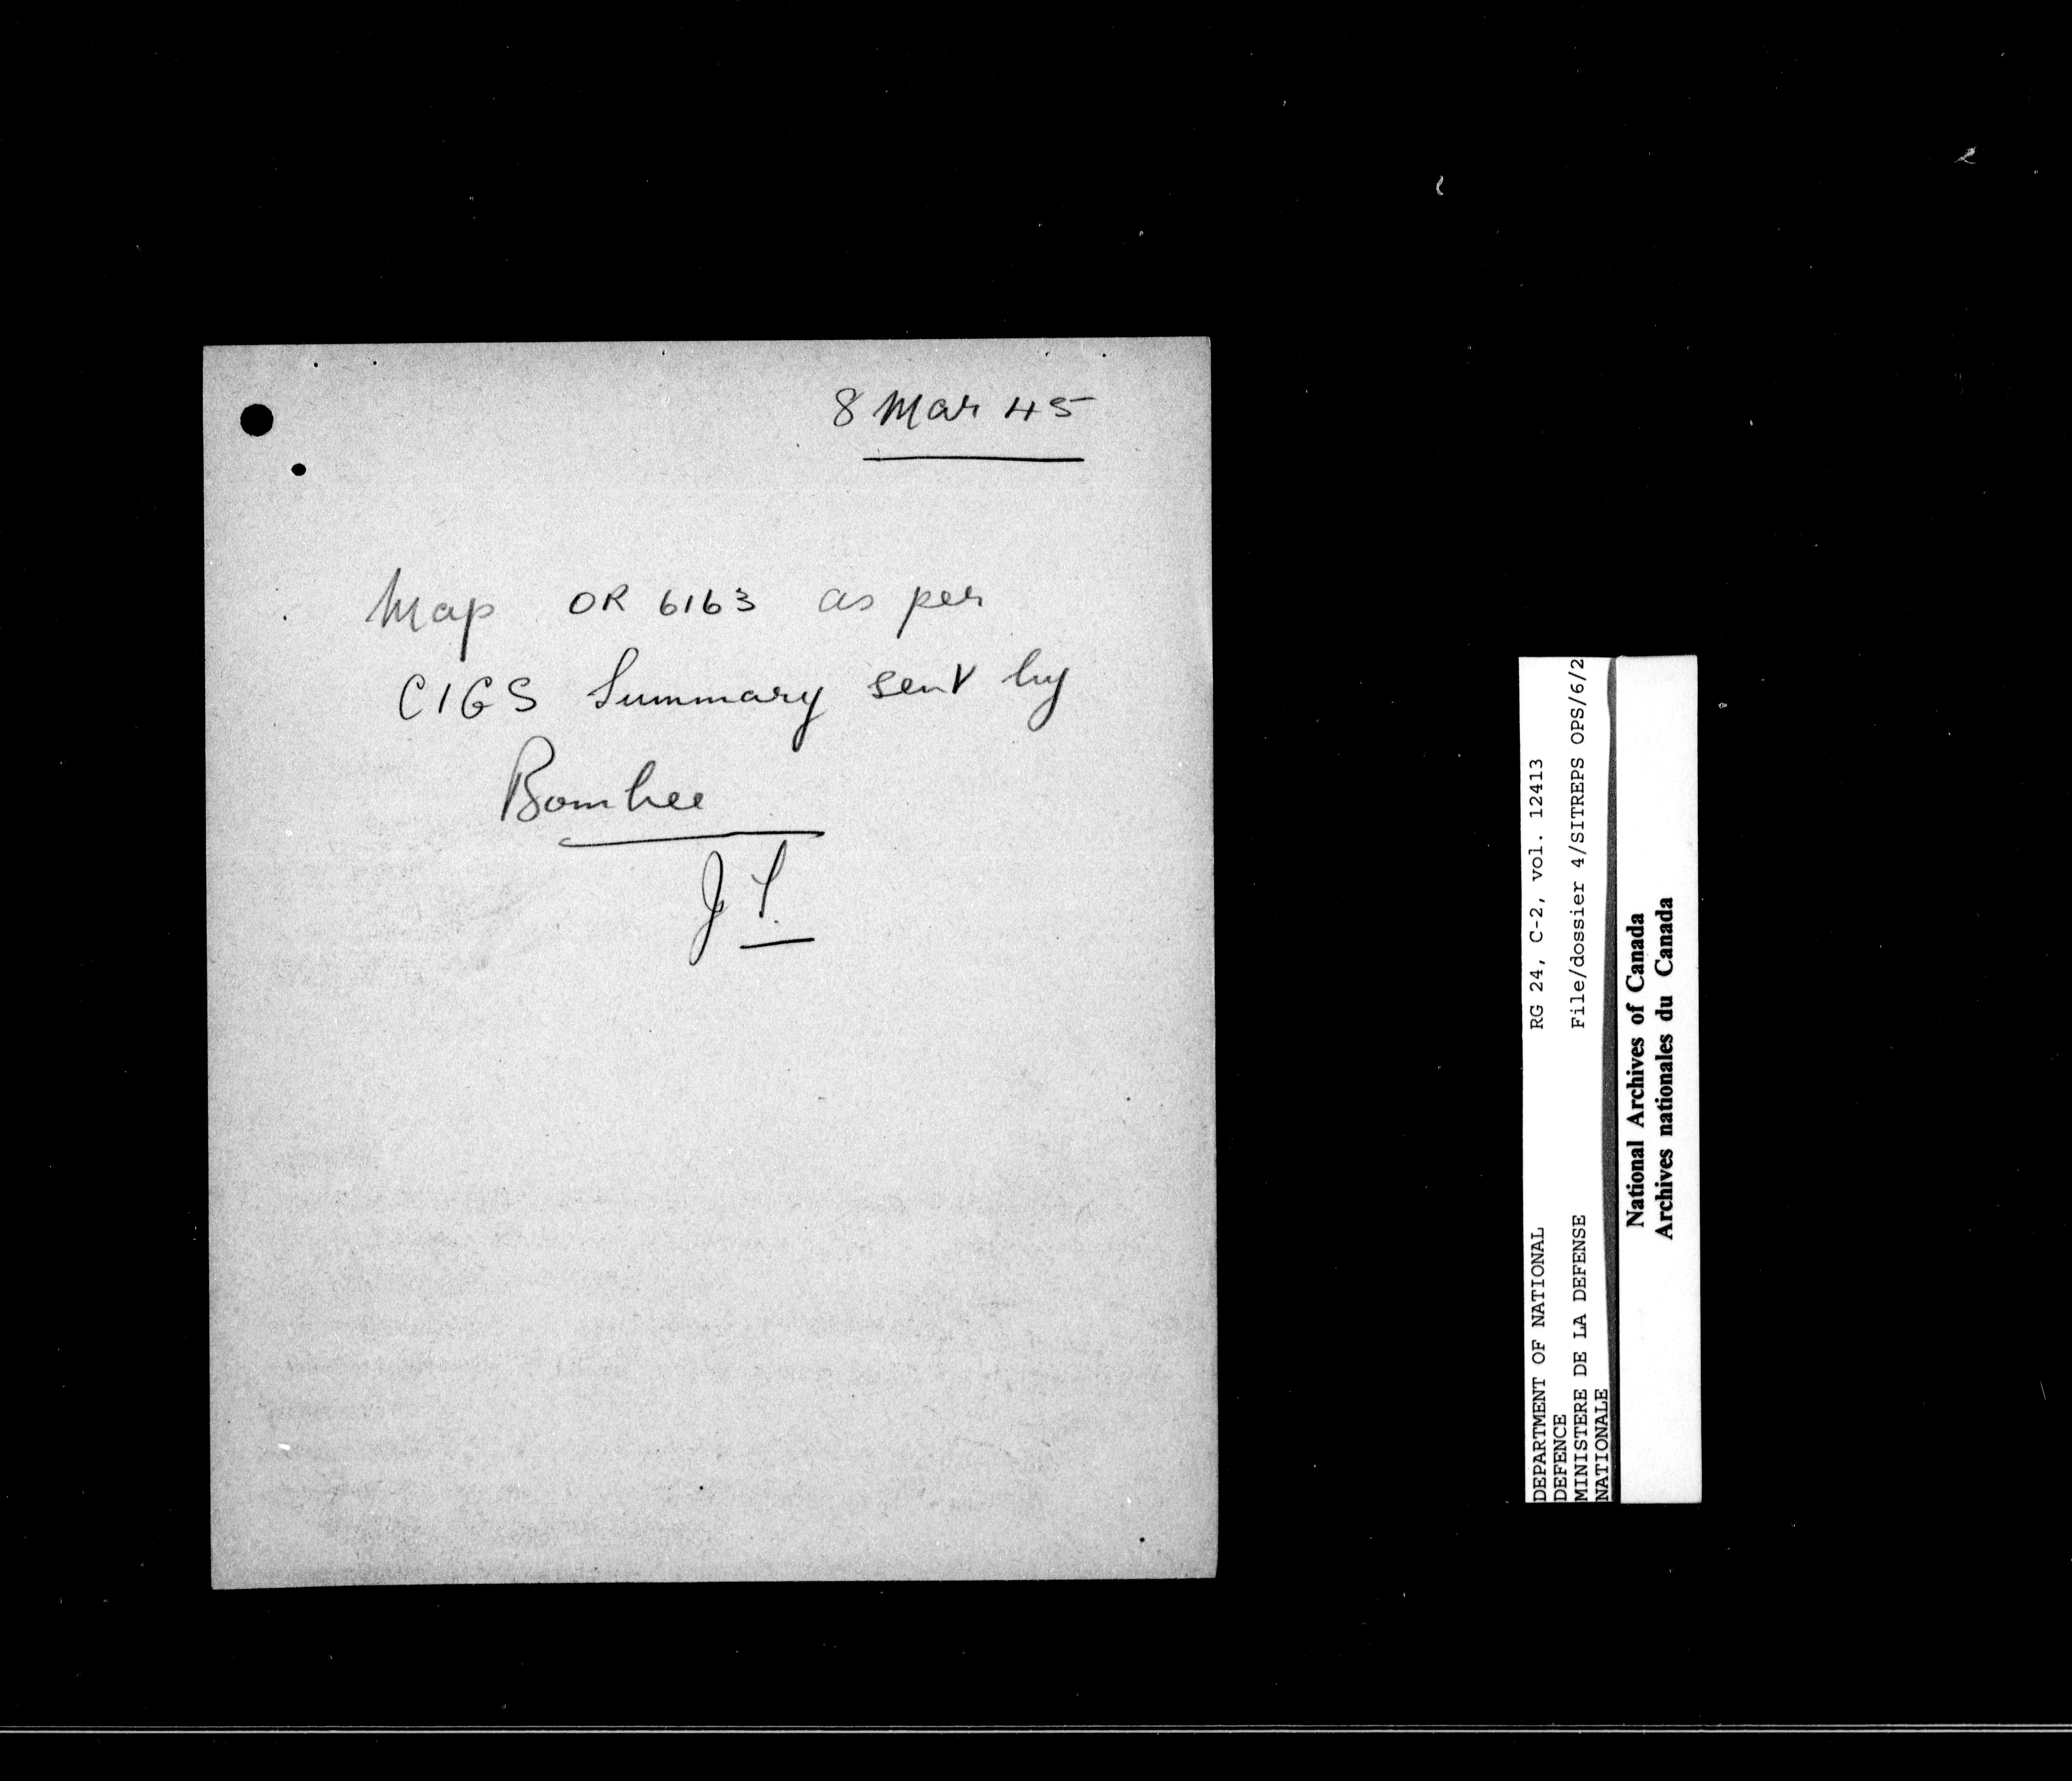 8 Mar 45
Map OR 6163 as per
CIGS Summary sent by
Bombee
J
DEPARTMENT OF NATIONAL
DEFENCE
MINISTERE DE LA DEFENSE
NATIONALE
RG 24, C-2, vol. 12413
File/dossier 4/SITREPS OPS/6/2
National Archives of Canada
Archives nationales du Canada